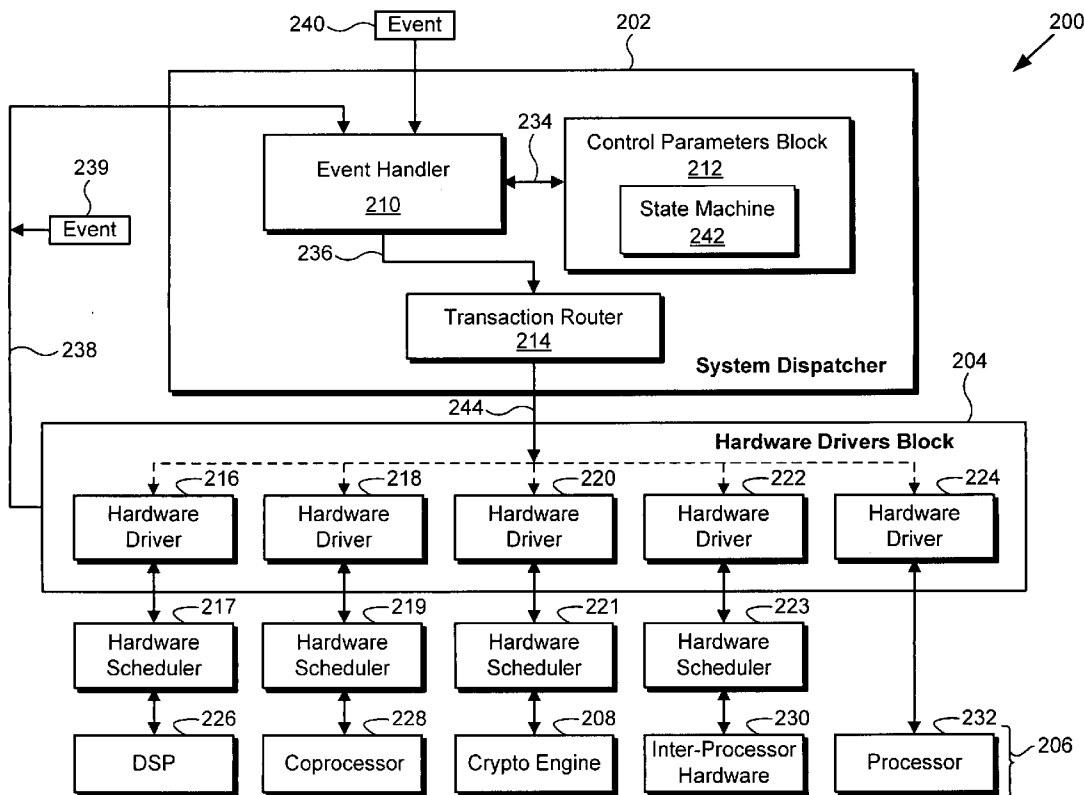 240
Event
202
200
234
Control Parameters Block
212
Event Handler
210
State Machine
242
239
Event
236
Transaction Router
214
238
System Dispatcher
204
244
Hardware Drivers Block
216
218
220
222
224
Hardware
Driver
Hardware
Driver
Hardware
Driver
Hardware
Driver
Hardware
Driver
217
219
221
223
Hardware
Scheduler
Hardware
Scheduler
Hardware
Scheduler
Hardware
Scheduler
226
228
208
230
232
206
DSP
Coprocessor
Crypto Engine
Inter-Processor
Hardware
Processor